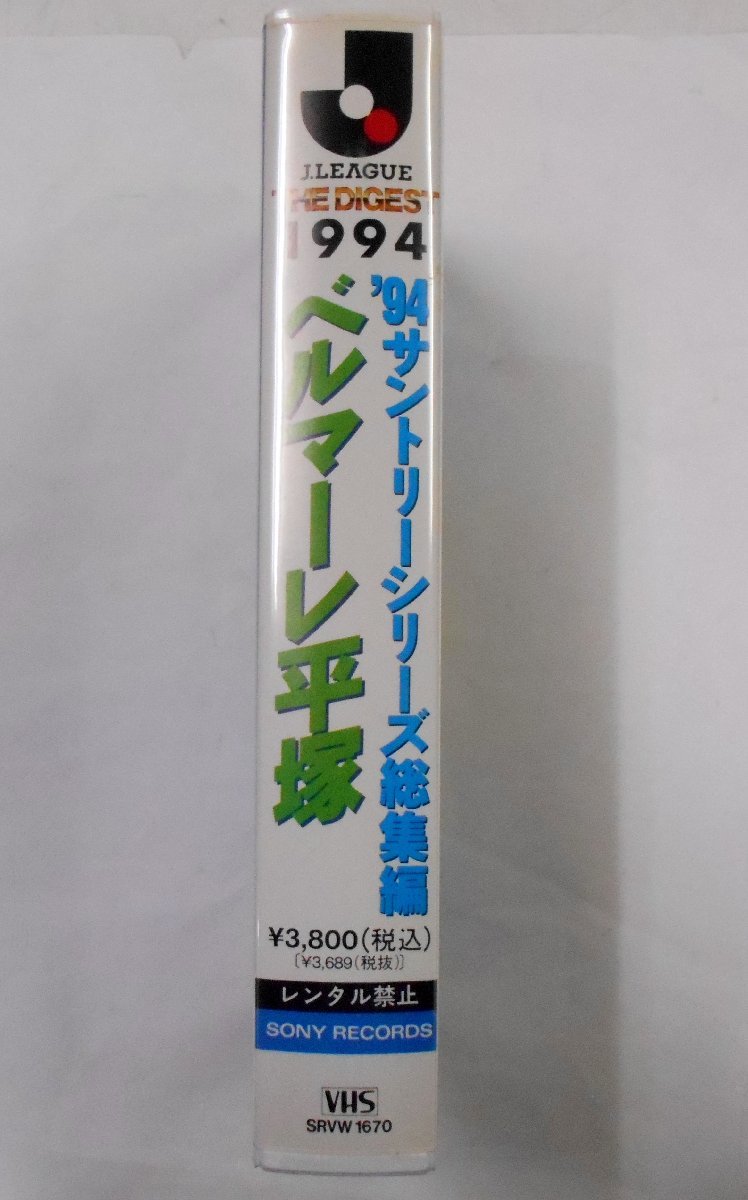 J.LEAGUE
THE DIGEST
1994
'94サントリーシリーズ総集編
ベルマーレ平塚
¥3,800(税込)
〔¥3,689(税抜)〕
レンタル禁止
SONY RECORDS
VHS
SRVW 1670